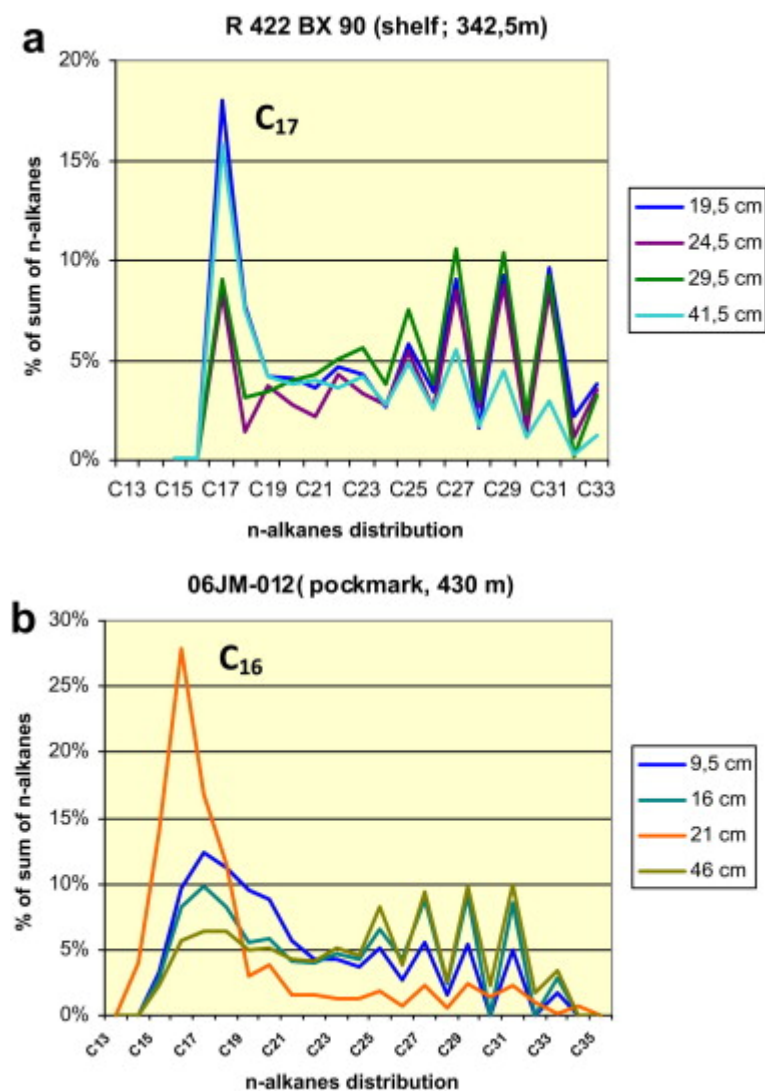 a
R 422 BX 90 (shelf; 342,5m)
20%
15%
10%
5%
0%
% of sum of n-alkanes
C17
C13 C15 C17 C19 C21 C23 C25 C27 C29 C31 C33
n-alkanes distribution
19,5 cm
24,5 cm
29,5 cm
41,5 cm
b
06JM-012( pockmark, 430 m)
30%
25%
20%
15%
10%
5%
0%
% of sum of n-alkanes
C16
C13 C15 C17 C19 C21 C23 C25 C27 C29 C31 C33 C35
n-alkanes distribution
9,5 cm
16 cm
21 cm
46 cm